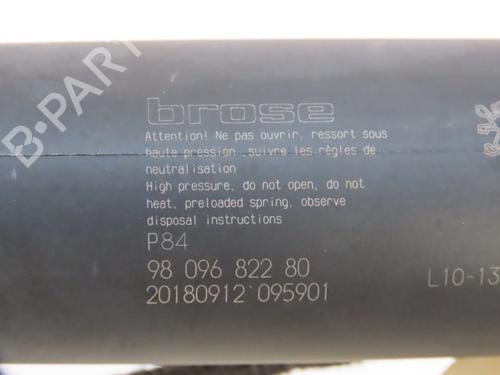 brose
Attention! Ne pas ouvrir, ressort sous
haute pression ,suivre les règles de
neutralisation
High pressure, do not open, do not
heat, preloaded spring, observe
disposal instructions
P84
98 096 822 80
20180912 095901
L10-13
B-PARTS